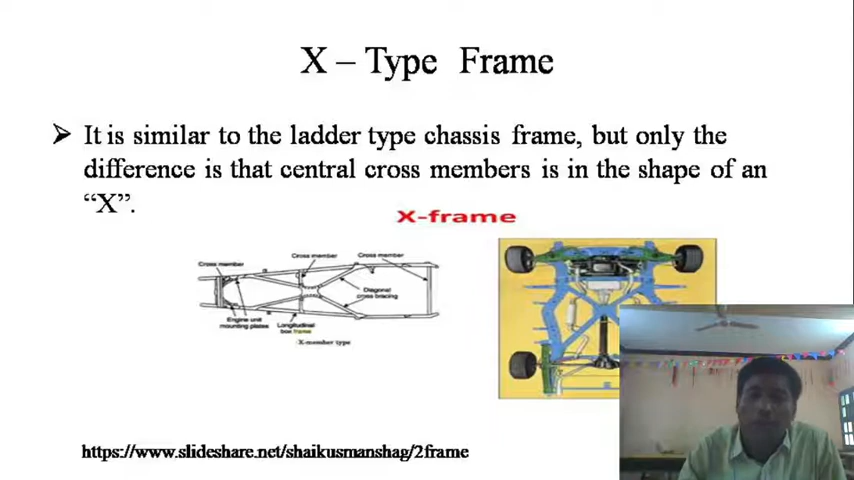 X – Type Frame
➢ It is similar to the ladder type chassis frame, but only the
difference is that central cross members is in the shape of an
“X”.
X-frame
Cross member
Cross member
Cross member
Diagonal
cross bracing
Engine unit
mounting plates
Longitudinal
box frame
X-member type
https://www.slideshare.net/shaikusmanshag/2frame